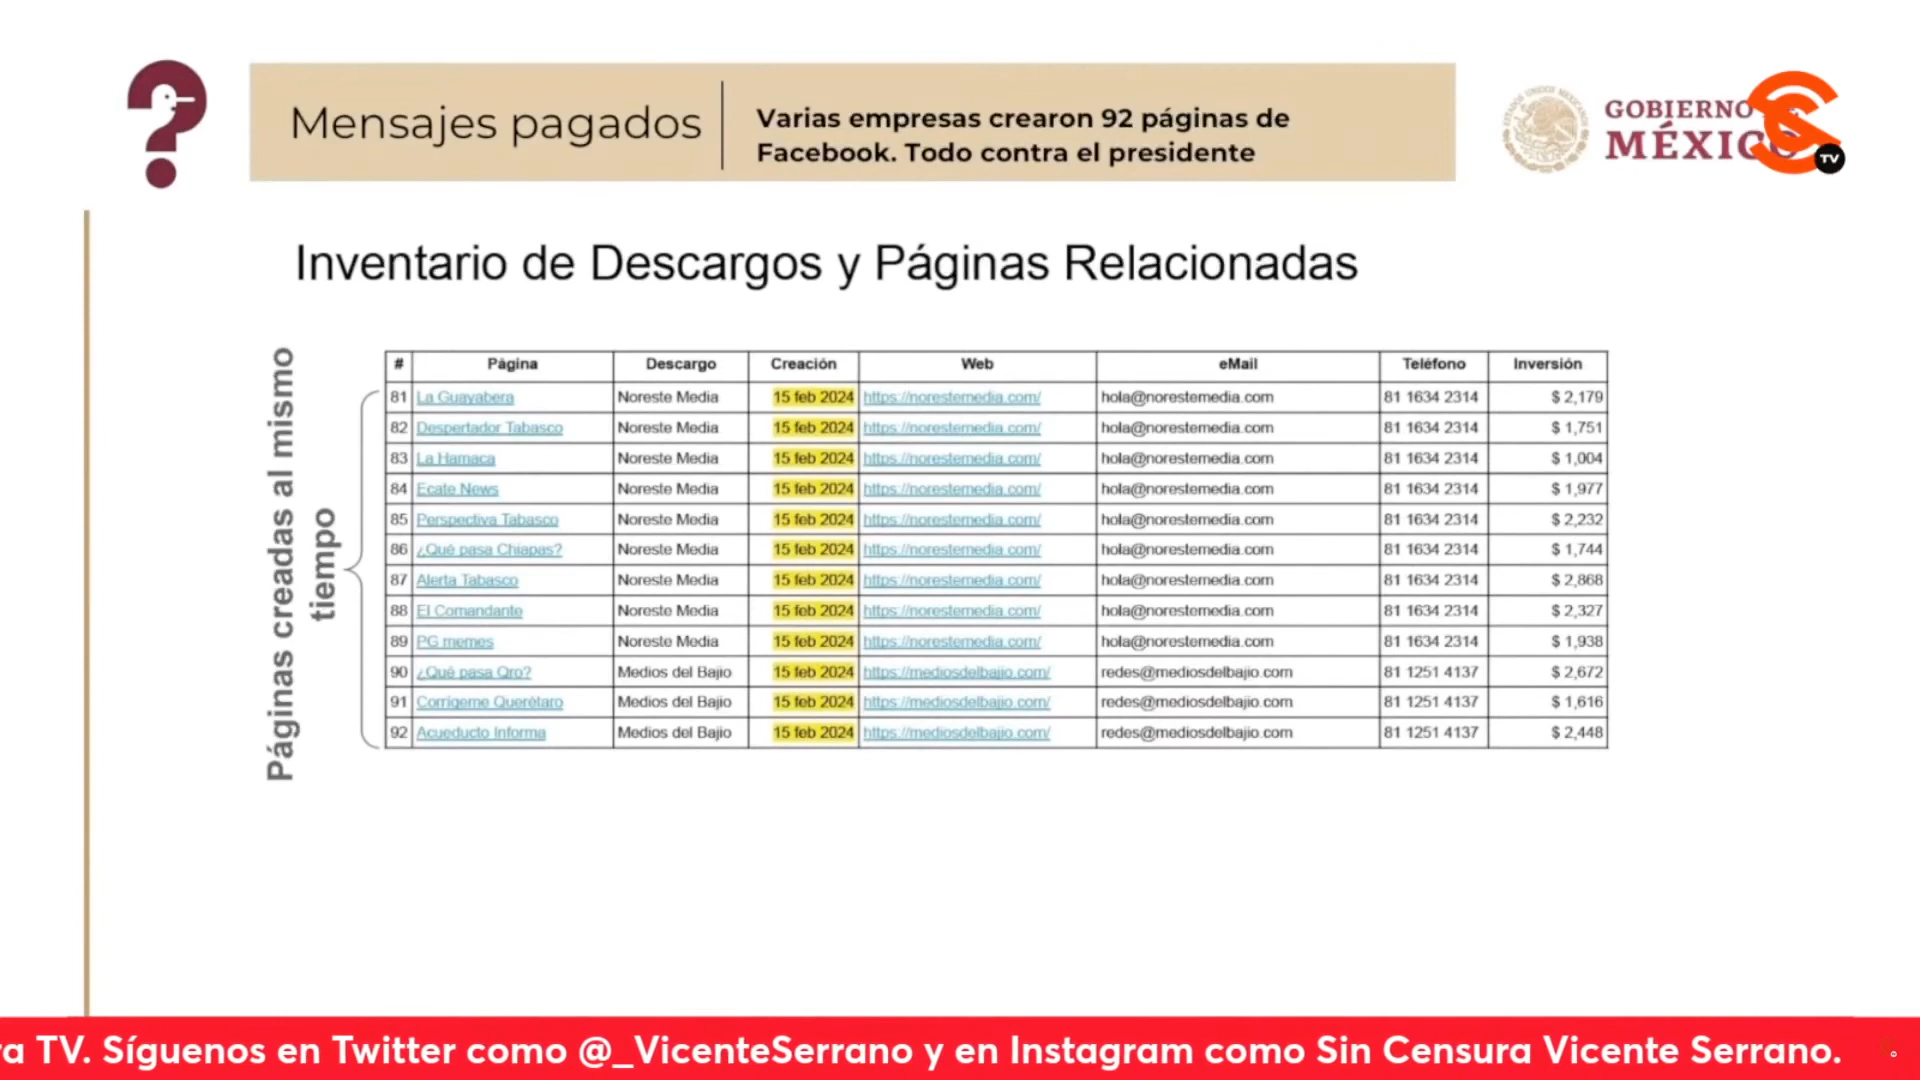 Mensajes pagados
Varias empresas crearon 92 páginas de
Facebook. Todo contra el presidente
GOBIERNO
MÉXICO
TV
Inventario de Descargos y Páginas Relacionadas
Páginas creadas al mismo
tiempo
# Página Descargo Creación Web eMail Teléfono Inversión
81 La Guayabera Noreste Media 15 feb 2024 https://norestemedia.com/ hola@norestemedia.com 81 1634 2314 $ 2,179
82 Despertador Tabasco Noreste Media 15 feb 2024 https://norestemedia.com/ hola@norestemedia.com 81 1634 2314 $ 1,751
83 La Hamaca Noreste Media 15 feb 2024 https://norestemedia.com/ hola@norestemedia.com 81 1634 2314 $ 1,004
84 Ecate News Noreste Media 15 feb 2024 https://norestemedia.com/ hola@norestemedia.com 81 1634 2314 $ 1,977
85 Perspectiva Tabasco Noreste Media 15 feb 2024 https://norestemedia.com/ hola@norestemedia.com 81 1634 2314 $ 2,232
86 ¿Qué pasa Chiapas? Noreste Media 15 feb 2024 https://norestemedia.com/ hola@norestemedia.com 81 1634 2314 $ 1,744
87 Alerta Tabasco Noreste Media 15 feb 2024 https://norestemedia.com/ hola@norestemedia.com 81 1634 2314 $ 2,868
88 El Comandante Noreste Media 15 feb 2024 https://norestemedia.com/ hola@norestemedia.com 81 1634 2314 $ 2,327
89 PG memes Noreste Media 15 feb 2024 https://norestemedia.com/ hola@norestemedia.com 81 1634 2314 $ 1,938
90 ¿Qué pasa Qro? Medios del Bajio 15 feb 2024 https://mediosdelbajio.com/ redes@mediosdelbajio.com 81 1251 4137 $ 2,672
91 Corrígeme Querétaro Medios del Bajio 15 feb 2024 https://mediosdelbajio.com/ redes@mediosdelbajio.com 81 1251 4137 $ 1,616
92 Acueducto Informa Medios del Bajio 15 feb 2024 https://mediosdelbajio.com/ redes@mediosdelbajio.com 81 1251 4137 $ 2,448
ra TV. Síguenos en Twitter como @_VicenteSerrano y en Instagram como Sin Censura Vicente Serrano.